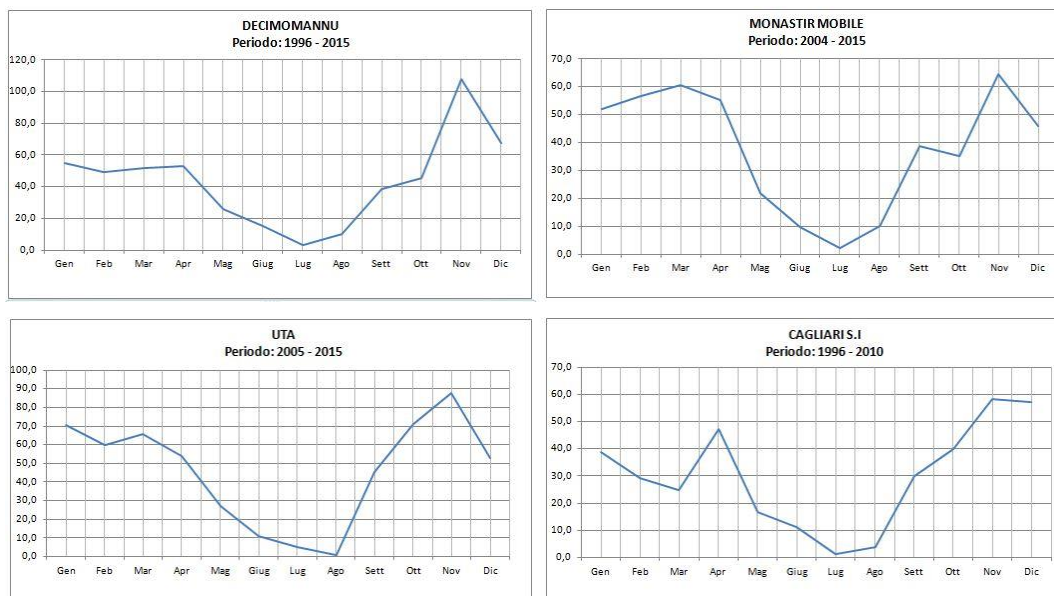 DECIMOMANNU
Periodo: 1996 - 2015
120,0
100,0
80,0
60,0
40,0
20,0
0,0
Gen Feb Mar Apr Mag Giug Lug Ago Sett Ott Nov Dic
MONASTIR MOBILE
Periodo: 2004 - 2015
70,0
60,0
50,0
40,0
30,0
20,0
10,0
0,0
Gen Feb Mar Apr Mag Giug Lug Ago Sett Ott Nov Dic
UTA
Periodo: 2005 - 2015
100,0
90,0
80,0
70,0
60,0
50,0
40,0
30,0
20,0
10,0
0,0
Gen Feb Mar Apr Mag Giug Lug Ago Sett Ott Nov Dic
CAGLIARI S.I
Periodo: 1996 - 2010
70,0
60,0
50,0
40,0
30,0
20,0
10,0
0,0
Gen Feb Mar Apr Mag Giug Lug Ago Sett Ott Nov Dic